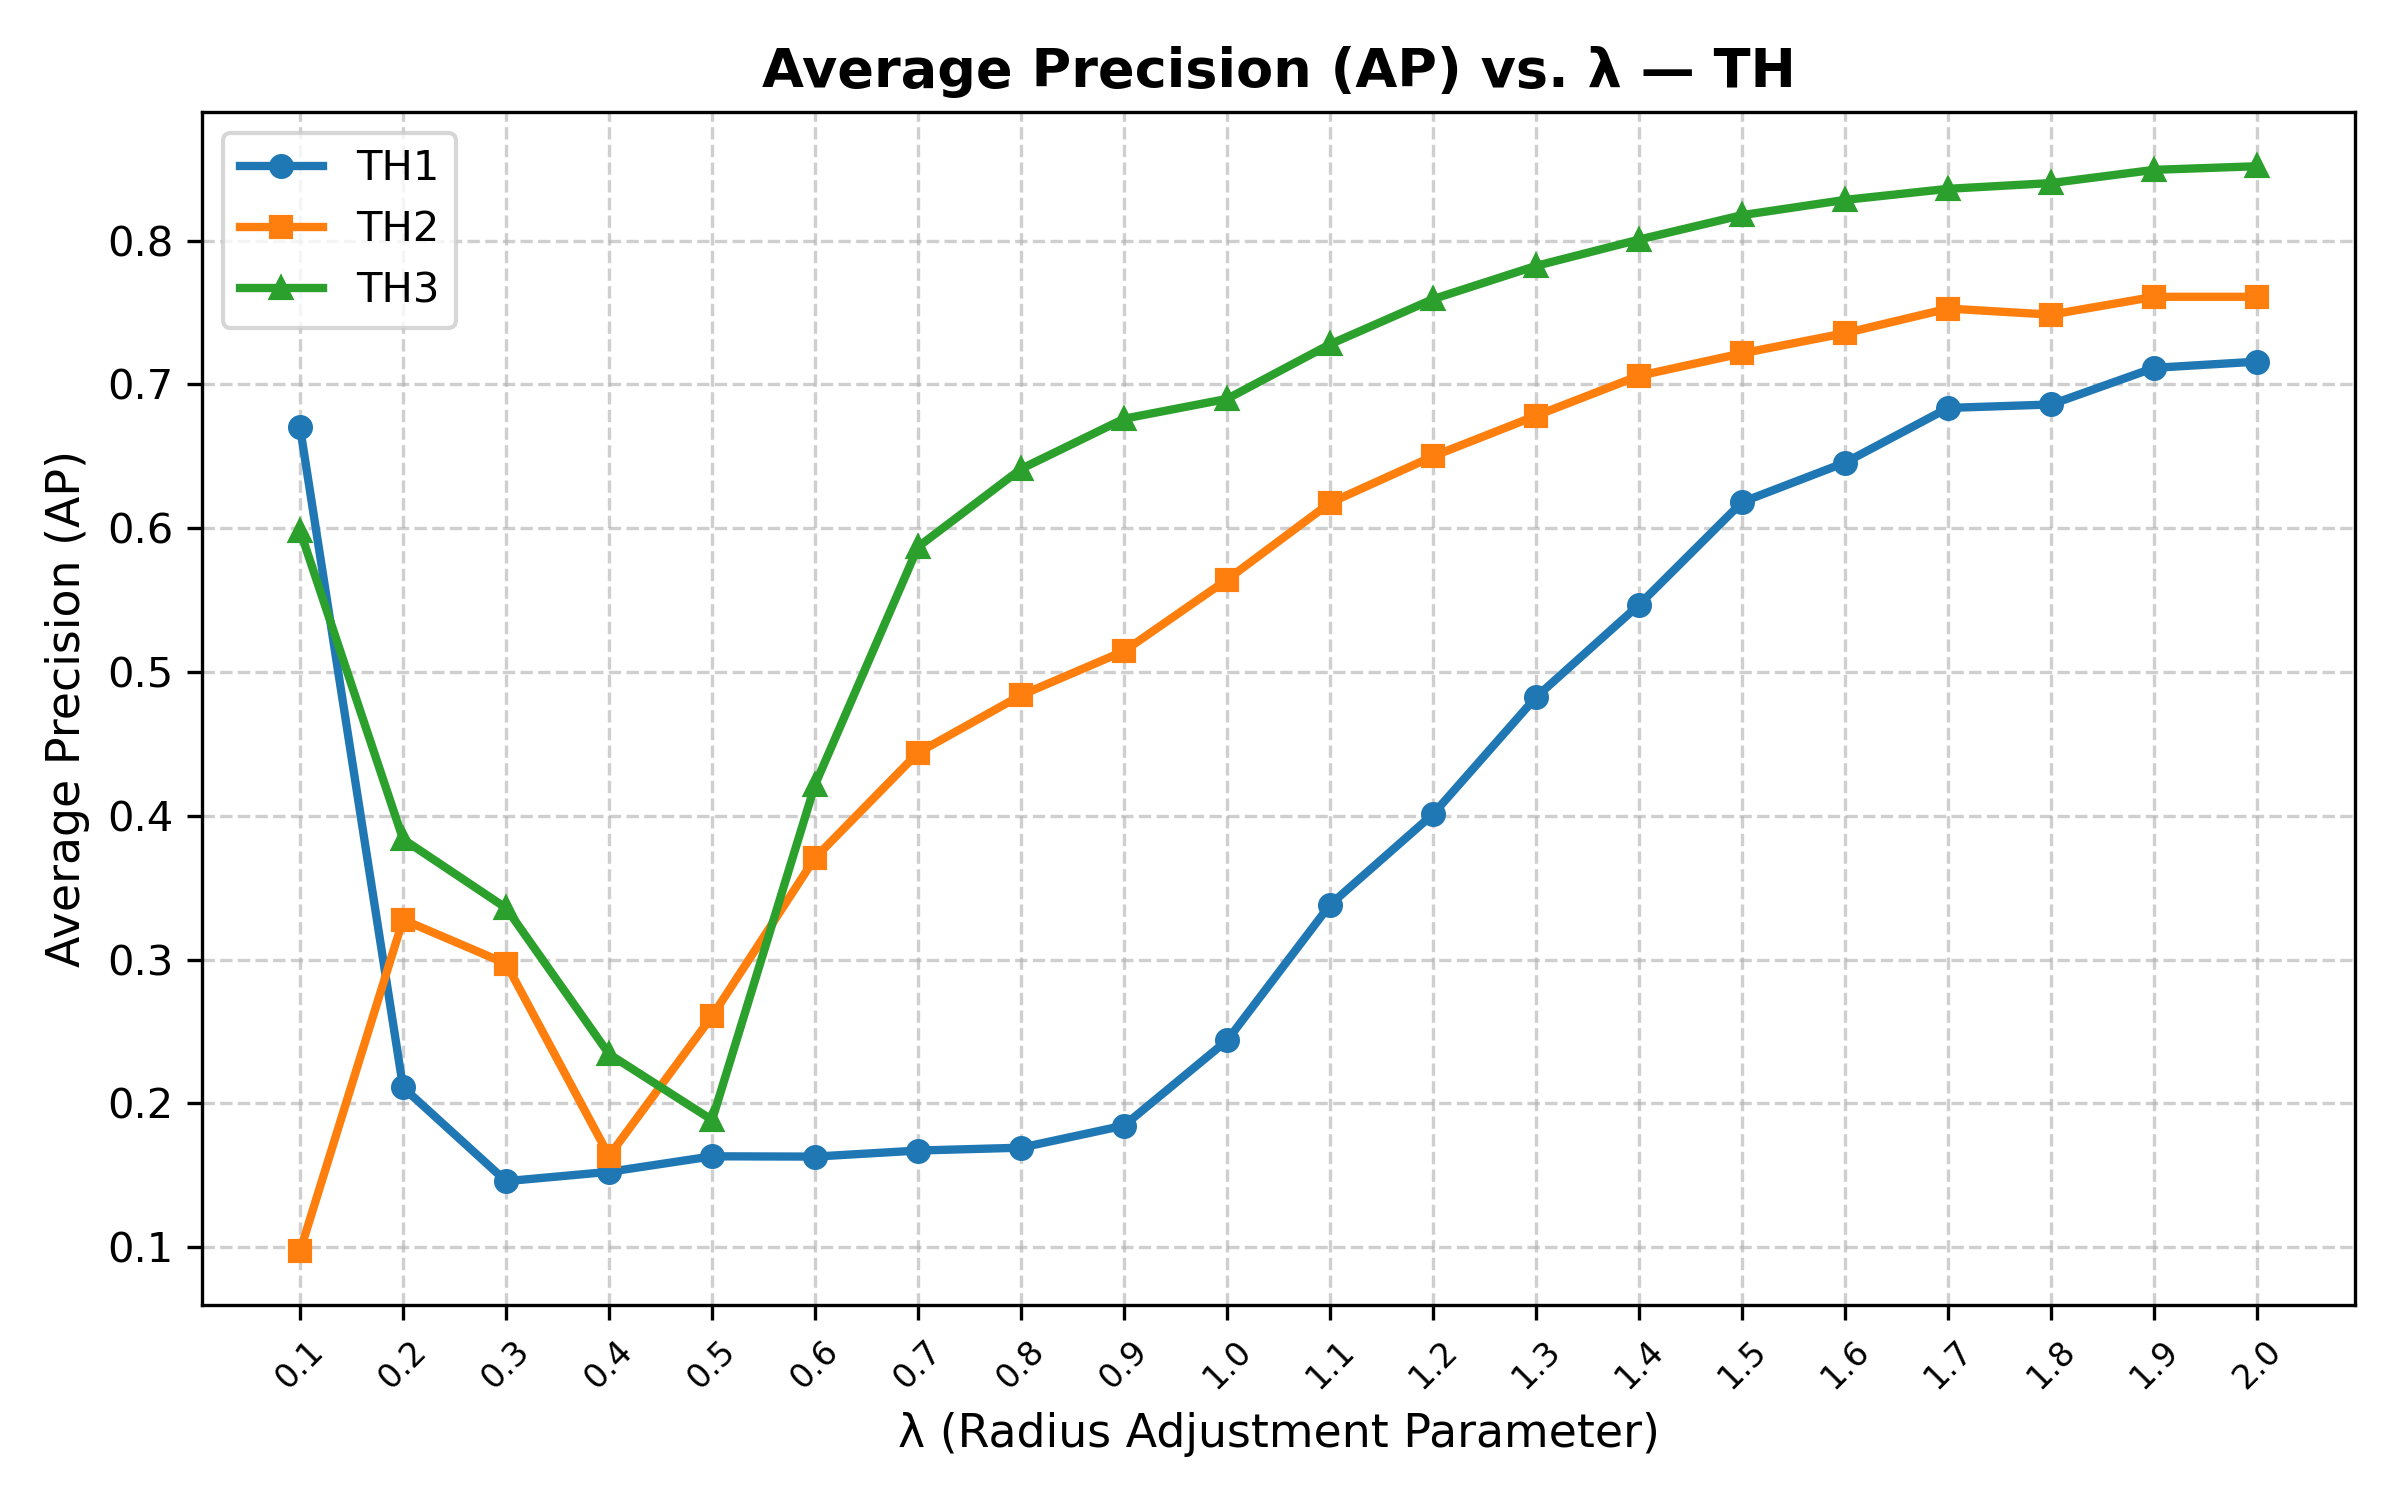 Average Precision (AP) vs. λ — TH
TH1
TH2
TH3
Average Precision (AP)
0.8
0.7
0.6
0.5
0.4
0.3
0.2
0.1
0.1 0.2 0.3 0.4 0.5 0.6 0.7 0.8 0.9 1.0 1.1 1.2 1.3 1.4 1.5 1.6 1.7 1.8 1.9 2.0
λ (Radius Adjustment Parameter)